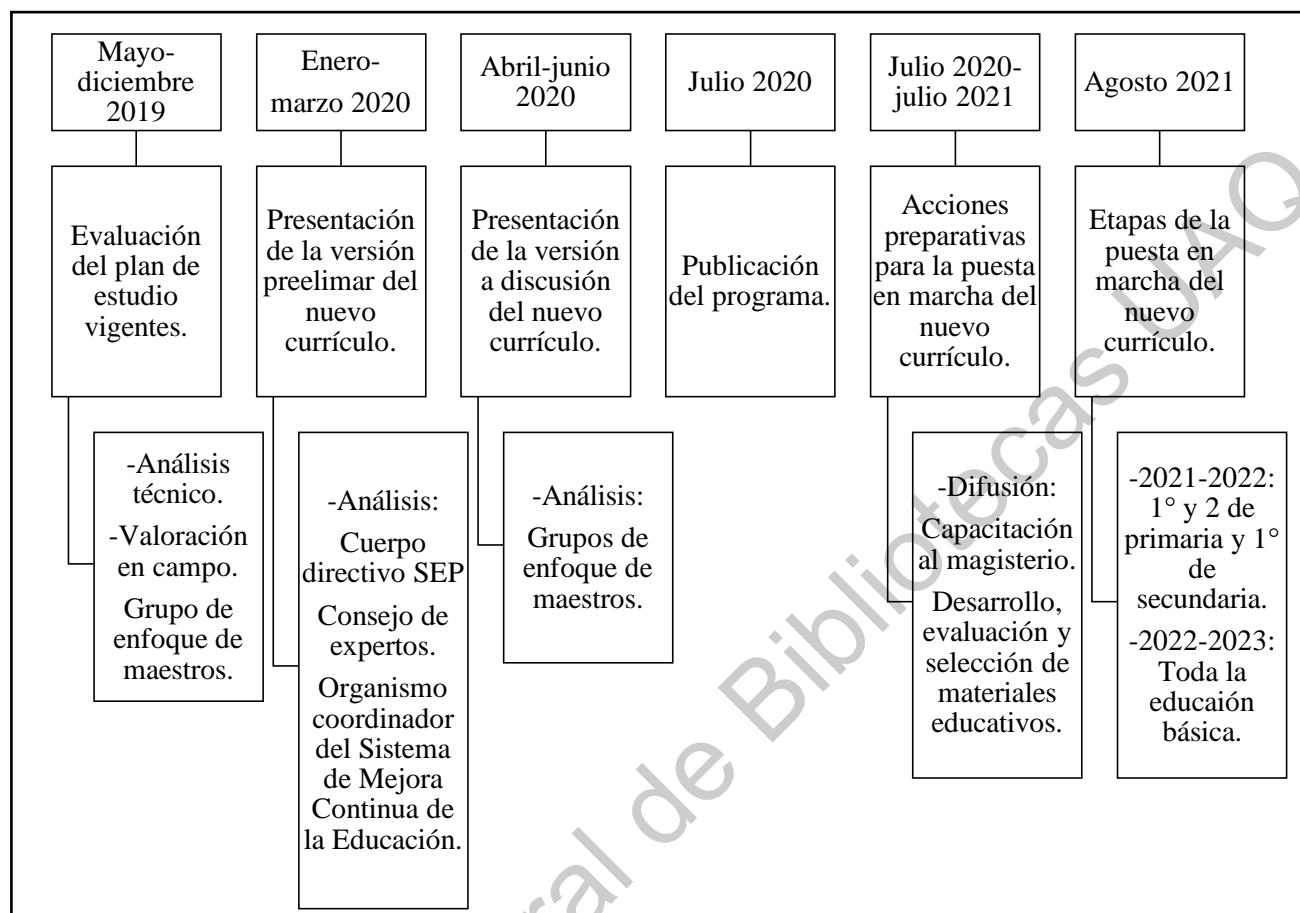 Mayo-
diciembre
2019
Enero-
marzo 2020
Abril-junio
2020
Julio 2020
Julio 2020-
julio 2021
Agosto 2021
Evaluación
del plan de
estudio
vigentes.
Presentación
de la versión
preelimar del
nuevo
currículo.
Presentación
de la versión
a discusión
del nuevo
currículo.
Publicación
del programa.
Acciones
preparativas
para la puesta
en marcha del
nuevo
currículo.
Etapas de la
puesta en
marcha del
nuevo
currículo.
-Análisis
técnico.
-Valoración
en campo.
Grupo de
enfoque de
maestros.
-Análisis:
Cuerpo
directivo SEP
Consejo de
expertos.
Organismo
coordinador
del Sistema
de Mejora
Continua de
la Educación.
-Análisis:
Grupos de
enfoque de
maestros.
-Difusión:
Capacitación
al magisterio.
Desarrollo,
evaluación y
selección de
materiales
educativos.
-2021-2022:
1° y 2 de
primaria y 1°
de
secundaria.
-2022-2023:
Toda la
educaión
básica.
ral de Bibliotecas UAQ